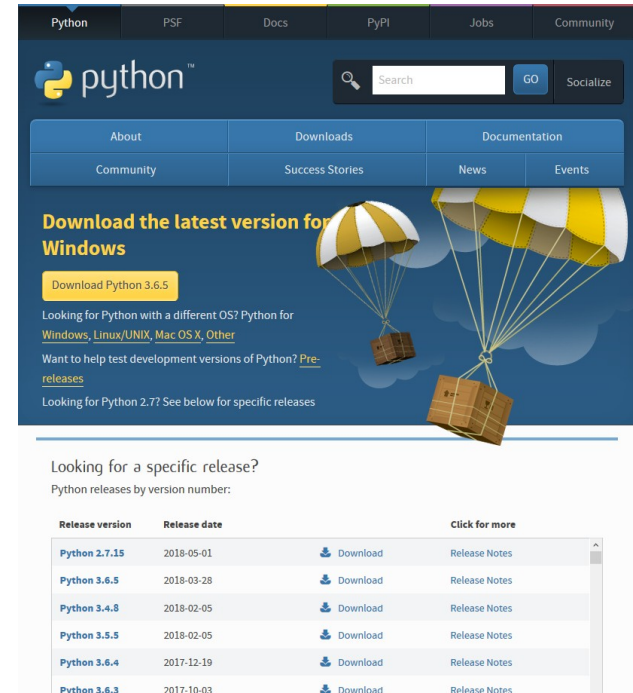 Python PSF Docs PyPI Jobs Community
python™ Search GO Socialize
About Downloads Documentation
Community Success Stories News Events
Download the latest version for
Windows
Download Python 3.6.5
Looking for Python with a different OS? Python for
Windows, Linux/UNIX, Mac OS X, Other
Want to help test development versions of Python? Pre-
releases
Looking for Python 2.7? See below for specific releases
Looking for a specific release?
Python releases by version number:
Release version Release date Click for more
Python 2.7.15 2018-05-01 Download Release Notes
Python 3.6.5 2018-03-28 Download Release Notes
Python 3.4.8 2018-02-05 Download Release Notes
Python 3.5.5 2018-02-05 Download Release Notes
Python 3.6.4 2017-12-19 Download Release Notes
Python 3.6.3 2017-10-03 Download Release Notes